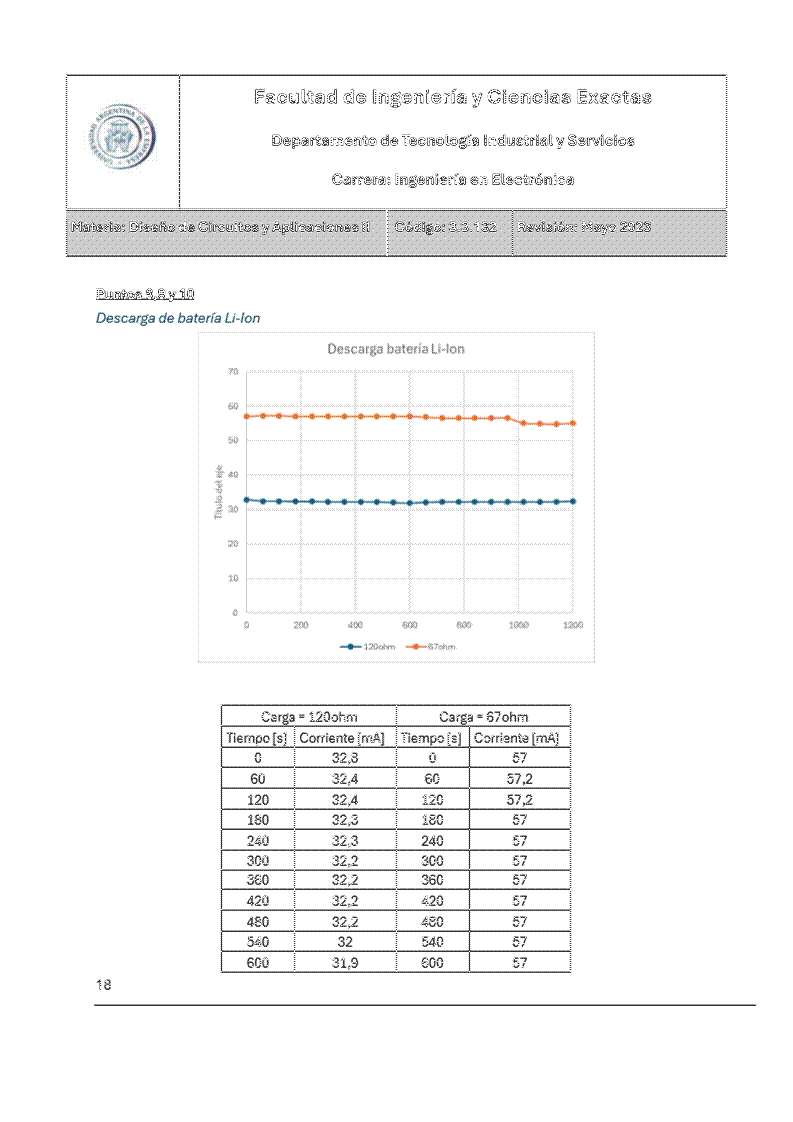 UNIVERSIDAD ARGENTINA DE LA EMPRESA
Facultad de Ingeniería y Ciencias Exactas
Departamento de Tecnología Industrial y Servicios
Carrera: Ingeniería en Electrónica
Materia: Diseño de Circuitos y Aplicaciones II Código: 3.3.132 Revisión: Mayo 2023
Puntos 8,9 y 10
Descarga de batería Li-Ion
Descarga batería Li-Ion
70
60
50
40
30
20
10
0
Título del eje
0 200 400 600 800 1000 1200
120ohm 67ohm
Carga = 120ohm Carga = 67ohm
Tiempo [s] Corriente [mA] Tiempo [s] Corriente [mA]
0 32,8 0 57
60 32,4 60 57,2
120 32,4 120 57,2
180 32,3 180 57
240 32,3 240 57
300 32,2 300 57
360 32,2 360 57
420 32,2 420 57
480 32,2 480 57
540 32 540 57
600 31,9 600 57
18